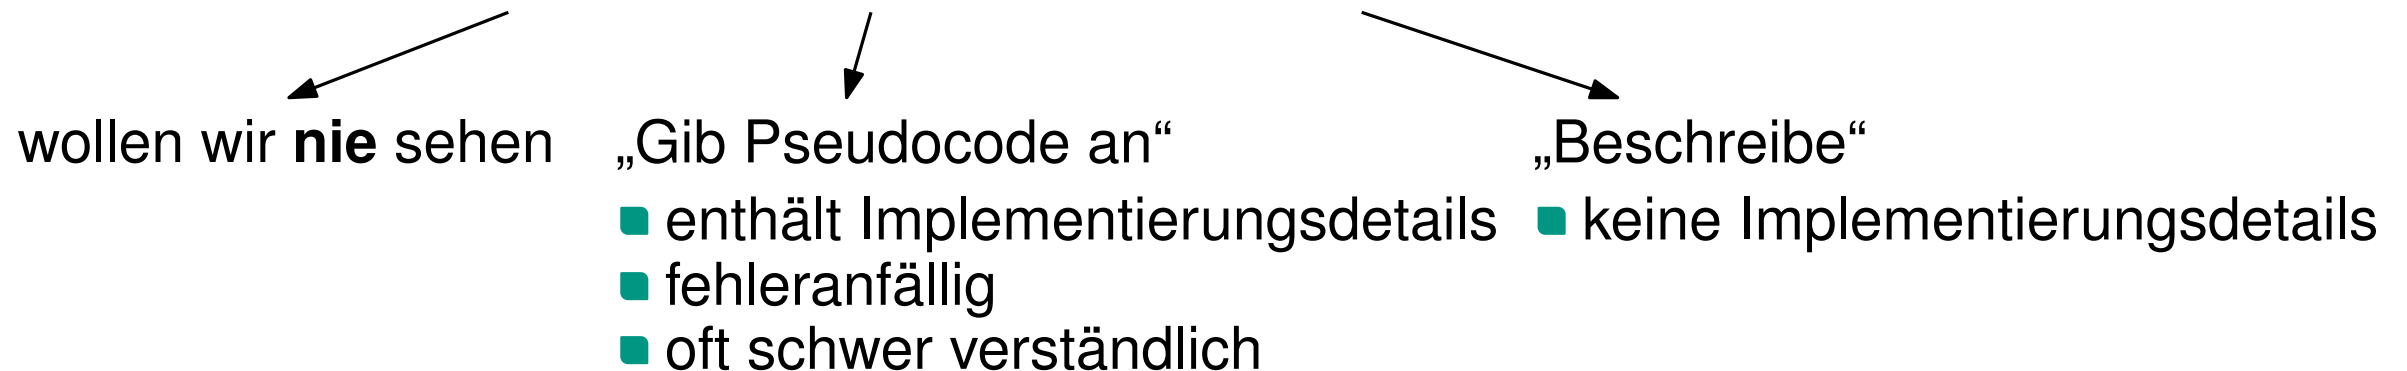 wollen wir nie sehen
„Gib Pseudocode an“
enthält Implementierungsdetails
fehleranfällig
oft schwer verständlich
„Beschreibe“
keine Implementierungsdetails